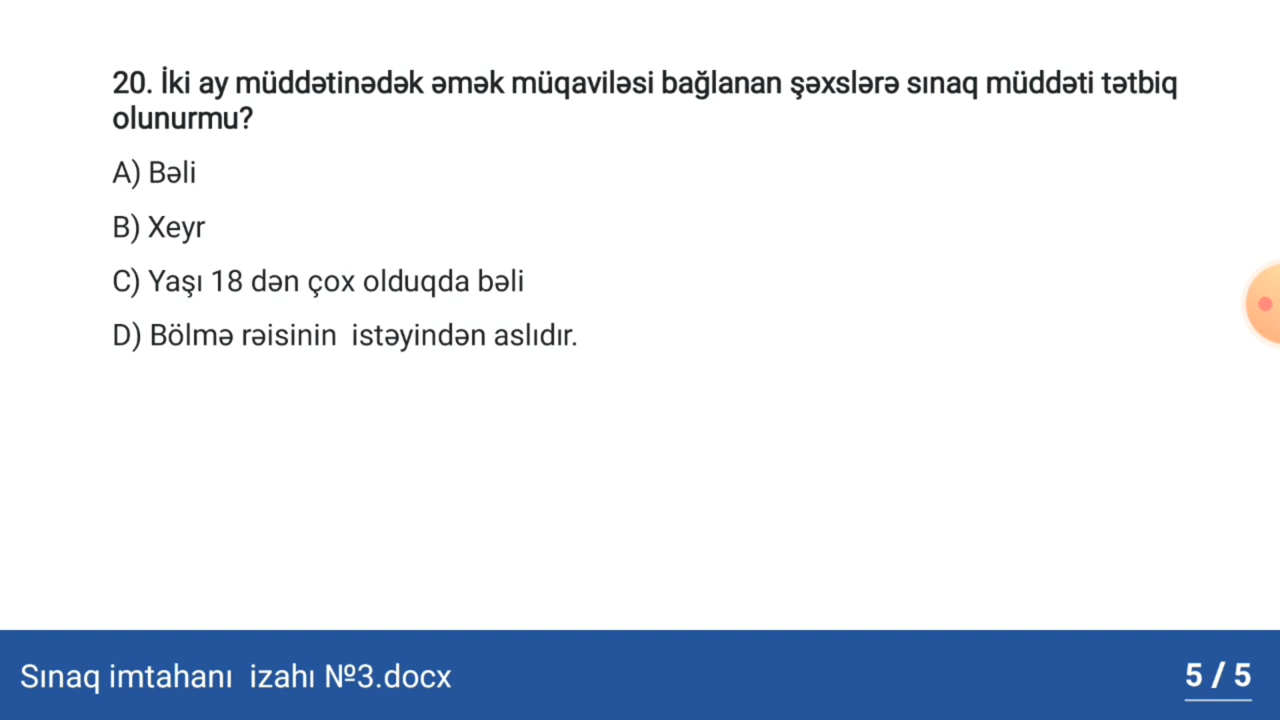 20. İki ay müddətinədək əmək müqaviləsi bağlanan şəxslərə sınaq müddəti tətbiq
olunurmu?
A) Bəli
B) Xeyr
C) Yaşı 18 dən çox olduqda bəli
D) Bölmə rəisinin  istəyindən aslıdır.
Sınaq imtahanı  izahı №3.docx
5 / 5